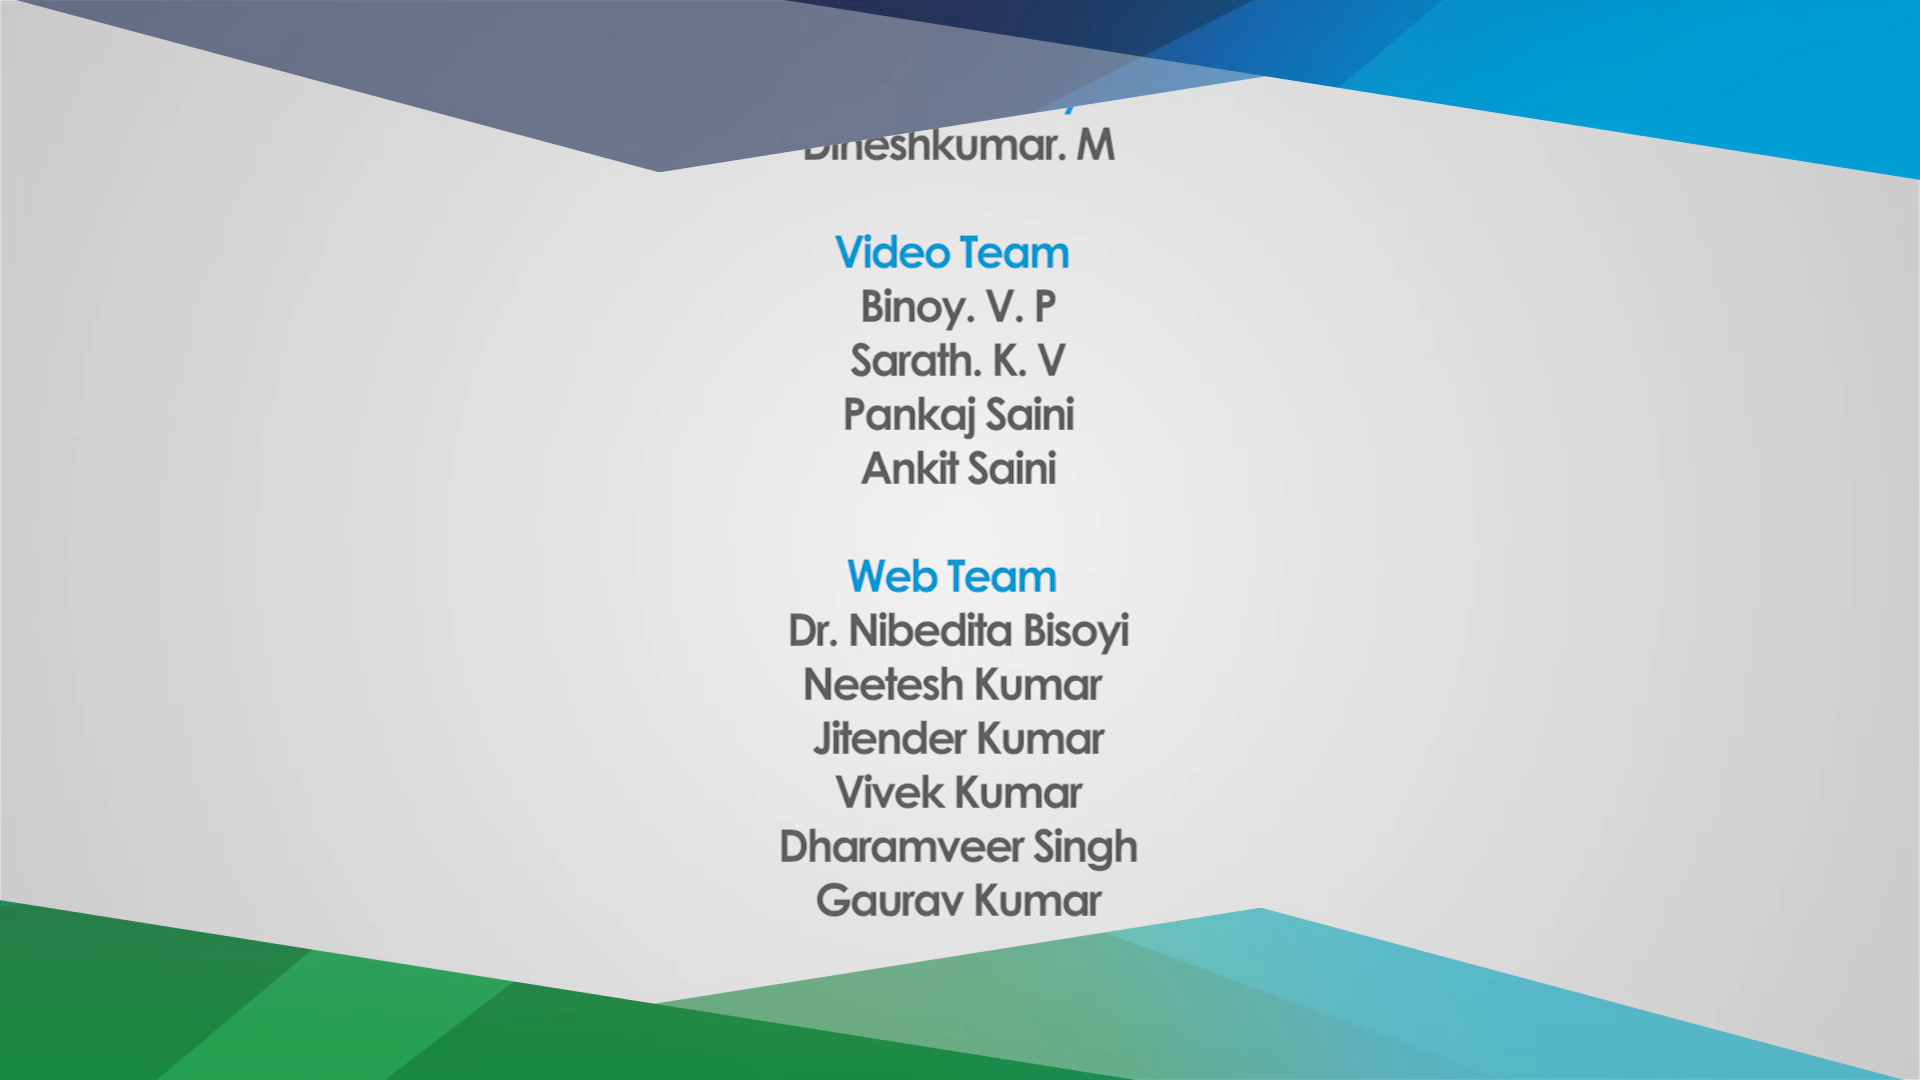 Dineshkumar. M
Video Team
Binoy. V. P
Sarath. K. V
Pankaj Saini
Ankit Saini
Web Team
Dr. Nibedita Bisoyi
Neetesh Kumar
Jitender Kumar
Vivek Kumar
Dharamveer Singh
Gaurav Kumar